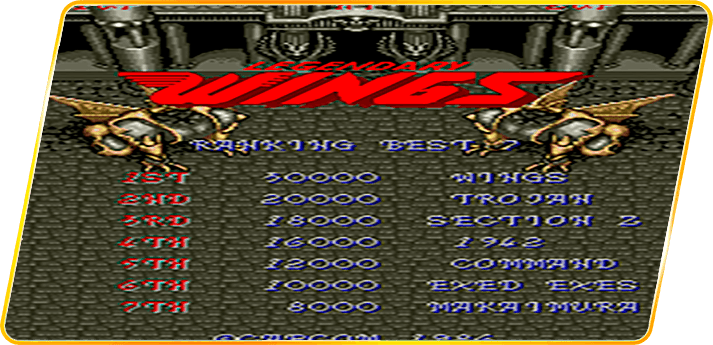 LEGENDARY
WINGS
RANKING BEST 7
1ST 30000 WINGS
2ND 20000 TROJAN
3RD 18000 SECTION Z
4TH 16000 1942
5TH 12000 COMMAND
6TH 10000 EXED EXES
7TH 8000 MAKAIMURA